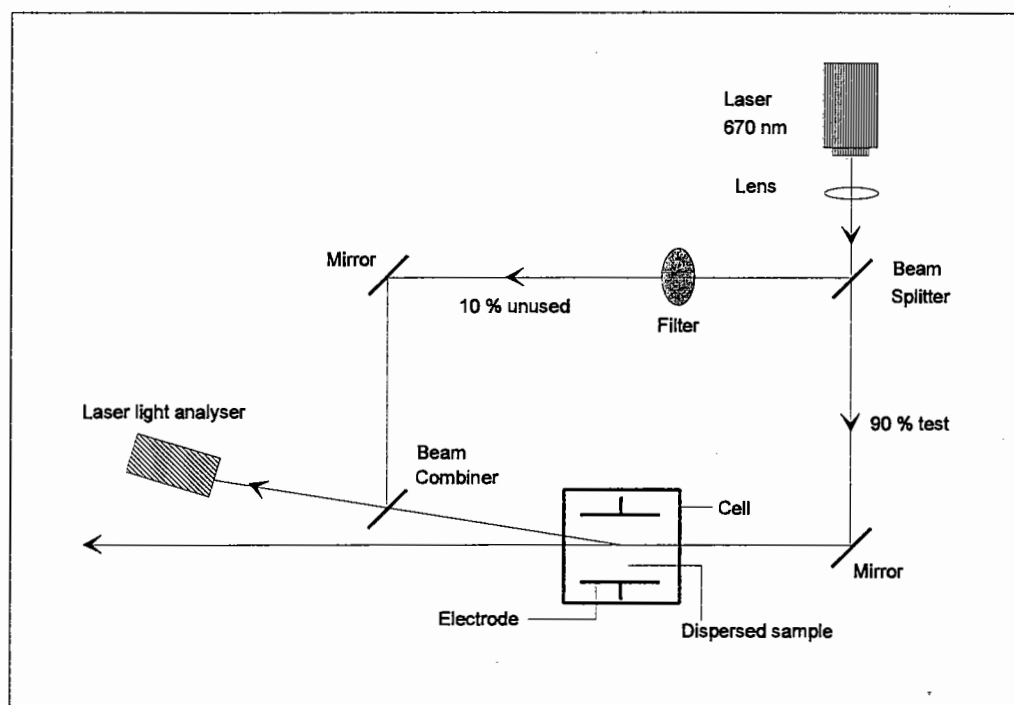 Laser
670 nm
Lens
Mirror
Beam
Splitter
10 % unused
Filter
Laser light analyser
90 % test
Beam
Combiner
Cell
Mirror
Electrode
Dispersed sample